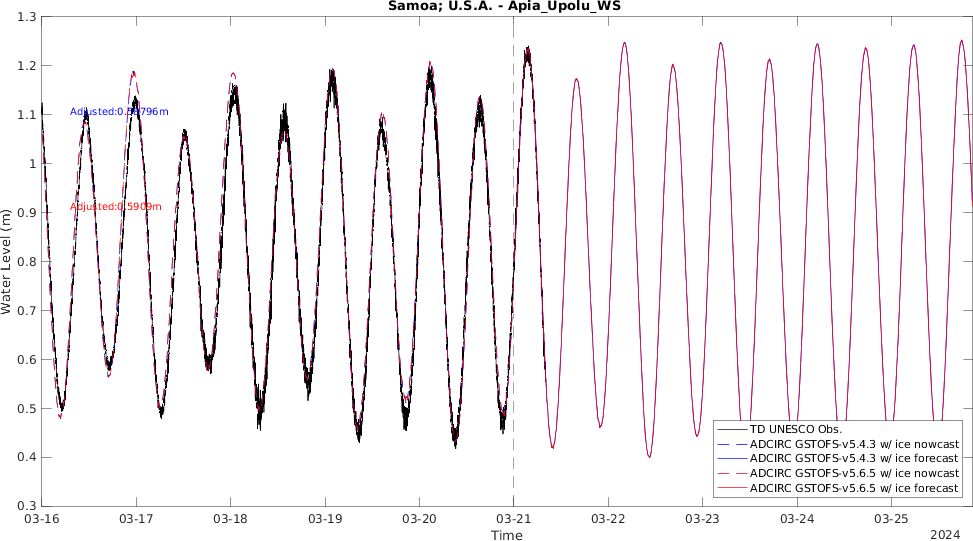 Samoa; U.S.A. - Apia_Upolu_WS
1.3
1.2
1.1
1
0.9
0.8
0.7
0.6
0.5
0.4
0.3
Water Level (m)
Adjusted:0.5909m
TD UNESCO Obs.
ADCIRC GSTOFS-v5.4.3 w/ ice nowcast
ADCIRC GSTOFS-v5.4.3 w/ ice forecast
ADCIRC GSTOFS-v5.6.5 w/ ice nowcast
ADCIRC GSTOFS-v5.6.5 w/ ice forecast
03-16 03-17 03-18 03-19 03-20 03-21 03-22 03-23 03-24 03-25
Time
2024